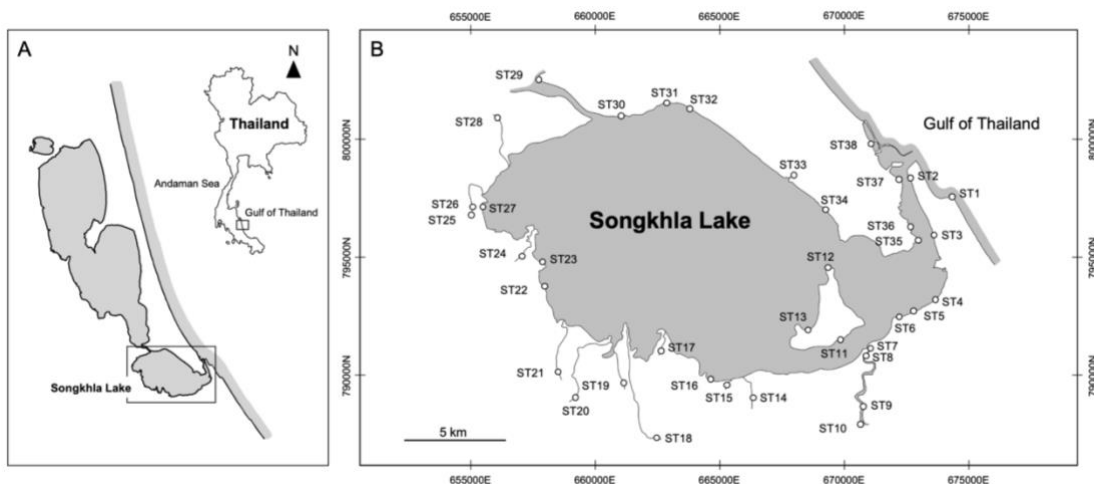 A
N
Thailand
Andaman Sea
Gulf of Thailand
Songkhla Lake
B
655000E
660000E
665000E
670000E
675000E
800000N
795000N
790000N
800000N
795000N
790000N
Gulf of Thailand
Songkhla Lake
ST29
ST30
ST31
ST32
ST28
ST33
ST38
ST37
ST2
ST1
ST26
ST27
ST25
ST34
ST36
ST35
ST3
ST24
ST23
ST12
ST22
ST4
ST5
ST13
ST6
ST17
ST11
ST7
ST8
ST21
ST19
ST16
ST15
ST14
ST20
ST9
ST10
ST18
5 km
655000E
660000E
665000E
670000E
675000E